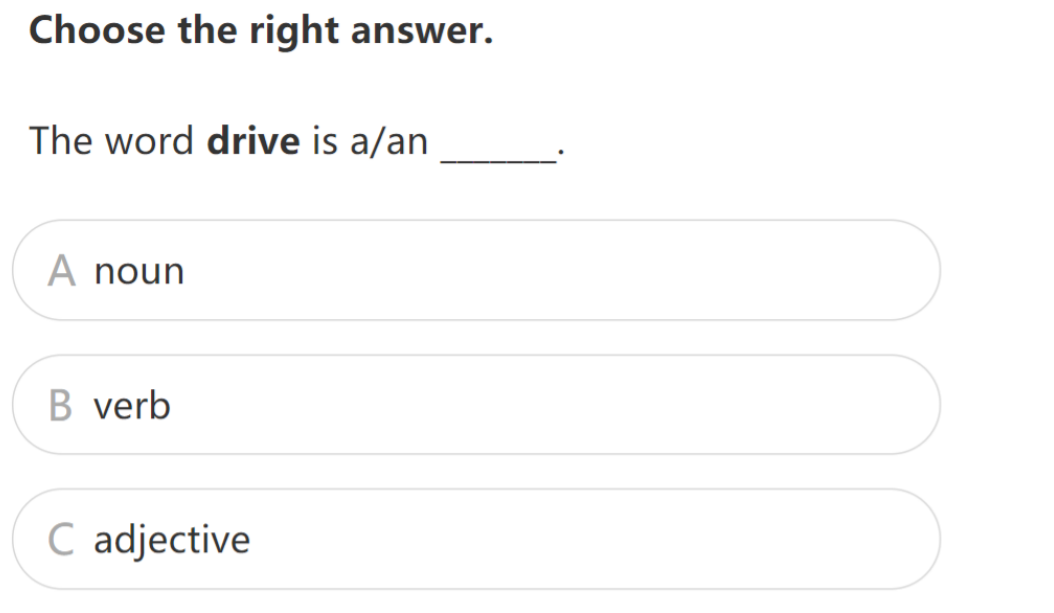 Choose the right answer.
The word drive is a/an _______.
A noun
B verb
C adjective